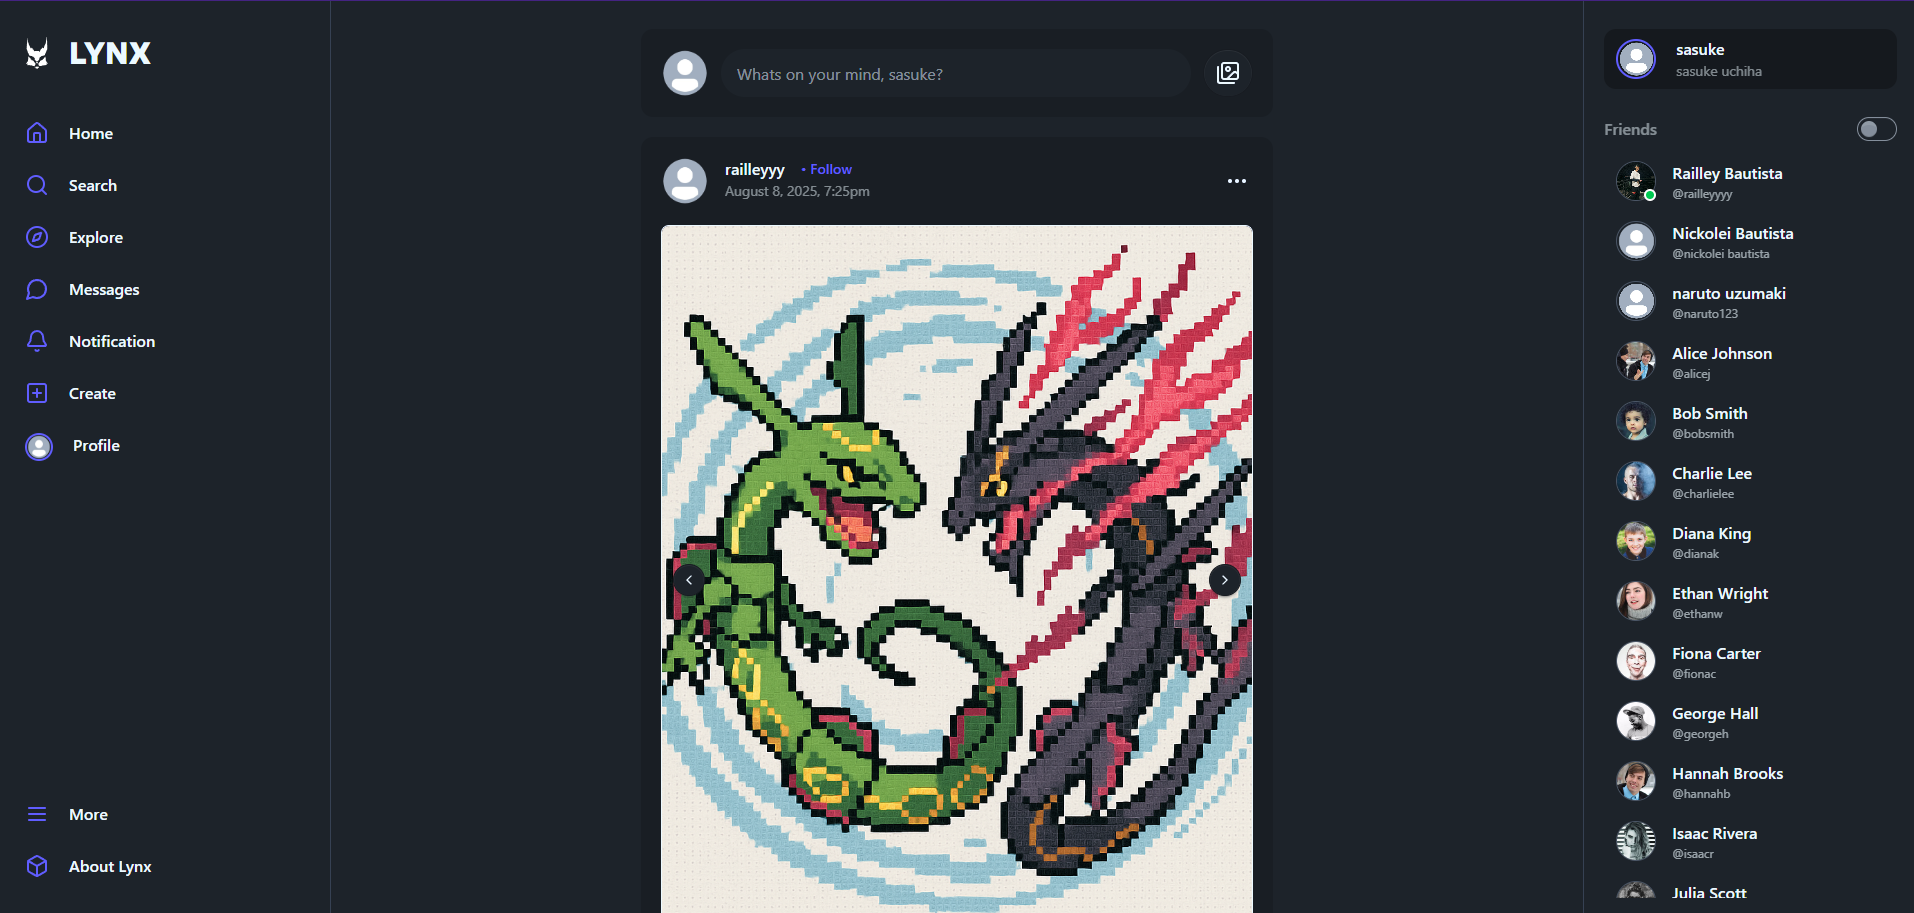 LYNX
Home
Search
Explore
Messages
Notification
Create
Profile
More
About Lynx
Whats on your mind, sasuke?
railleyyy • Follow
August 8, 2025, 7:25pm
sasuke
sasuke uchiha
Friends
Railley Bautista
@railleyyyy
Nickolei Bautista
@nickolei bautista
naruto uzumaki
@naruto123
Alice Johnson
@alicej
Bob Smith
@bobsmith
Charlie Lee
@charlielee
Diana King
@dianak
Ethan Wright
@ethanw
Fiona Carter
@fionac
George Hall
@georgeh
Hannah Brooks
@hannahb
Isaac Rivera
@isaacr
Julia Scott